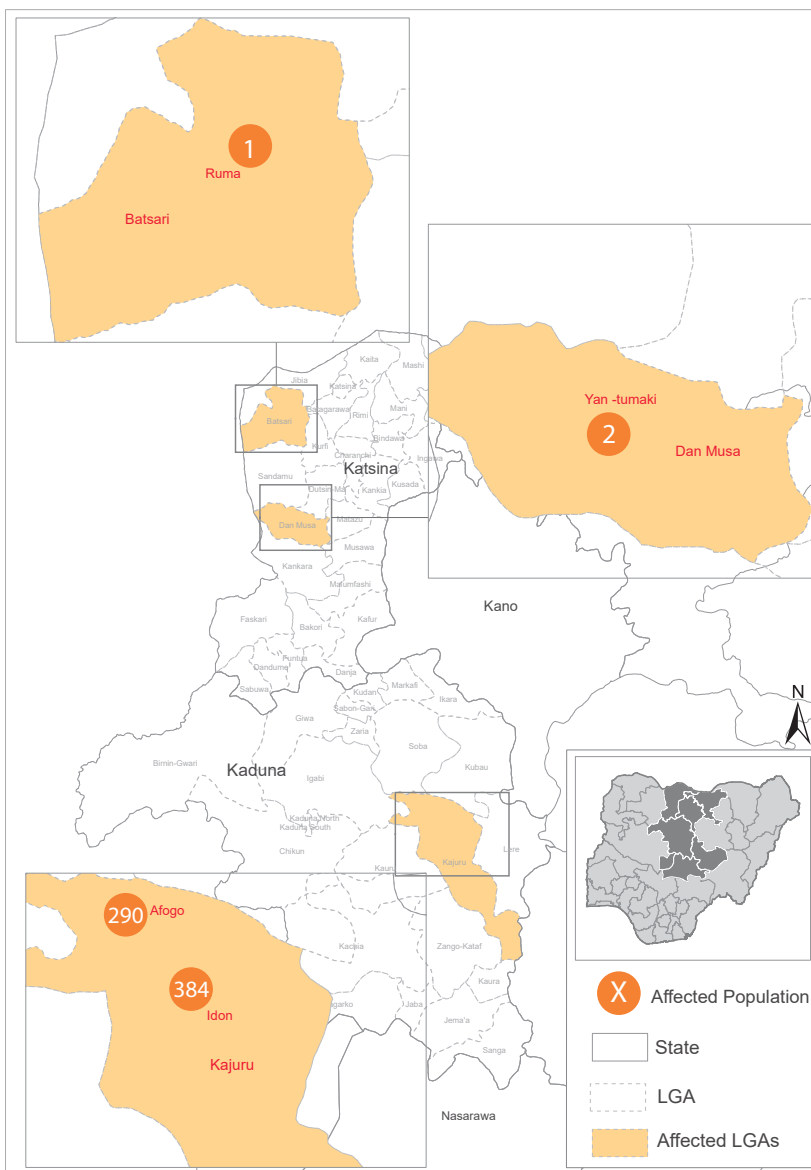 1
Ruma
Batsari
Yan -tumaki
2
Dan Musa
Kaita
Mashi
Jibia
Katsina
Batagarawa
Rimi
Mani
Batsari
Kurfi
Bindawa
Charanchi
Ingawa
Katsina
Sandamu
Dutsin-Ma
Kankia
Kusada
Dan Musa
Matazu
Musawa
Kankara
Malumfashi
Kano
Faskari
Bakori
Kafur
Funtua
Dandume
Danja
Sabuwa
Kudan
Markafi
Ikara
Sabon-Gari
Giwa
Zaria
Soba
N
Birnin-Gwari
Kaduna
Kubau
Igabi
Kaduna North
Kaduna South
Chikun
Kajuru
Lere
Kauru
290
Afogo
384
Idon
Kajuru
Kachia
Zango-Kataf
Kaura
Jaba
Jema'a
Sanga
Nasarawa
X
Affected Population
State
LGA
Affected LGAs